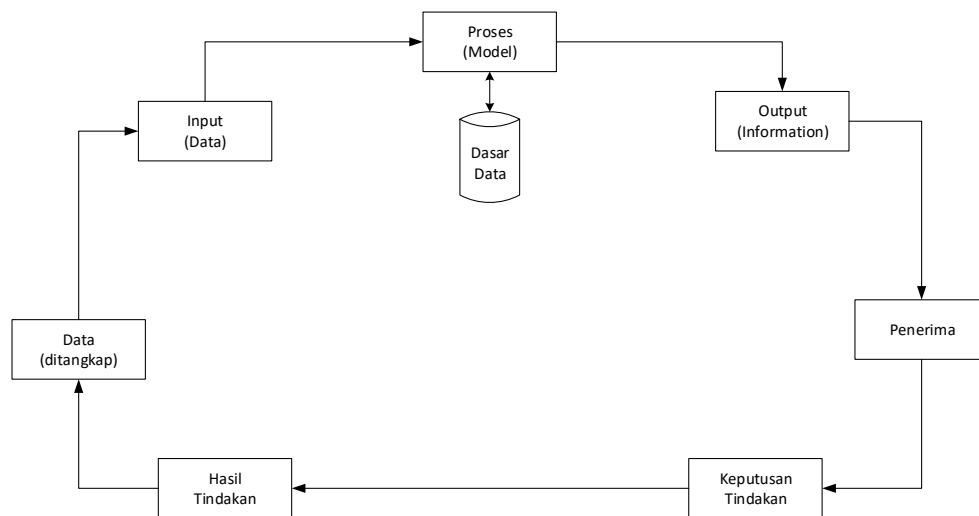 Proses
(Model)
Input
(Data)
Output
(Information)
Dasar
Data
Penerima
Data
(ditangkap)
Hasil
Tindakan
Keputusan
Tindakan